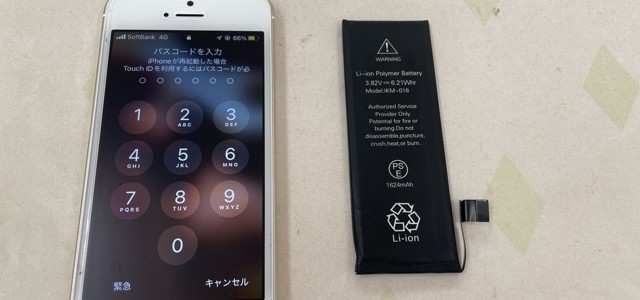 SoftBank 4G 66%
パスコードを入力
iPhoneが再起動した場合
Touch IDを利用するにはパスコードが必
1
2 ABC
3 DEF
4 GHI
5 JKL
6 MNO
7 PQRS
8 TUV
9 WXYZ
0
緊急 キャンセル
WARNING
Li-ion Polymer Battery
3.82V 6.21Whr
Model:IKM-018
Authorized Service
Provider Only
Potential for fire or
burning.Do not
disassemble,puncture,
crush,heat,or burn.
PS
E
1624mAh
Li-ion